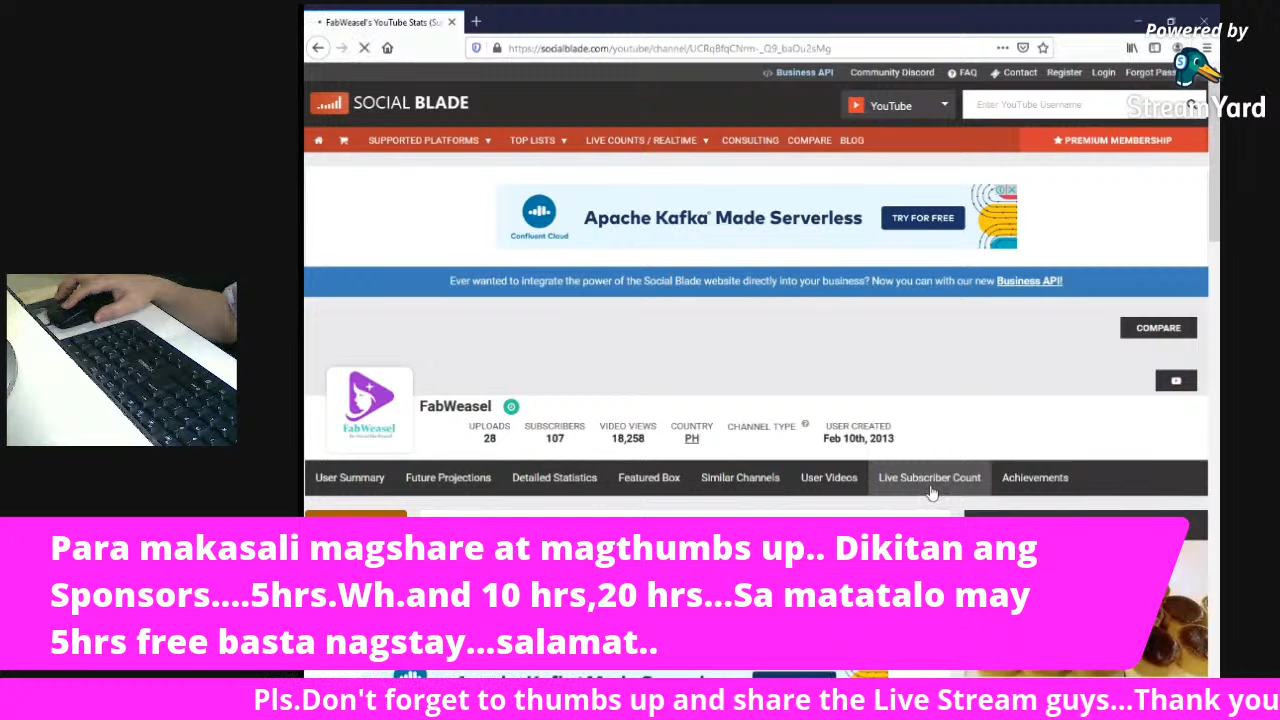 FabWeasel's YouTube Stats (Su
Powered by
StreamYard
https://socialblade.com/youtube/channel/
Business API Community Discord FAQ Contact Register Login Forgot Pass
SOCIAL BLADE YouTube Enter YouTube Username
SUPPORTED PLATFORMS TOP LISTS LIVE COUNTS / REALTIME CONSULTING COMPARE BLOG PREMIUM MEMBERSHIP
Confluent Cloud Apache Kafka® Made Serverless TRY FOR FREE
Ever wanted to integrate the power of the Social Blade website directly into your business? Now you can with our new Business API!
COMPARE
FabWeasel
FabWeasel
UPLOADS SUBSCRIBERS VIDEO VIEWS COUNTRY CHANNEL TYPE USER CREATED
28 107 18,258 PH Feb 10th, 2013
User Summary Future Projections Detailed Statistics Featured Box Similar Channels User Videos Live Subscriber Count Achievements
Para makasali magshare at magthumbs up.. Dikitan ang
Sponsors....5hrs.Wh.and 10 hrs,20 hrs...Sa matatalo may
5hrs free basta nagstay...salamat..
Pls.Don't forget to thumbs up and share the Live Stream guys...Thank you